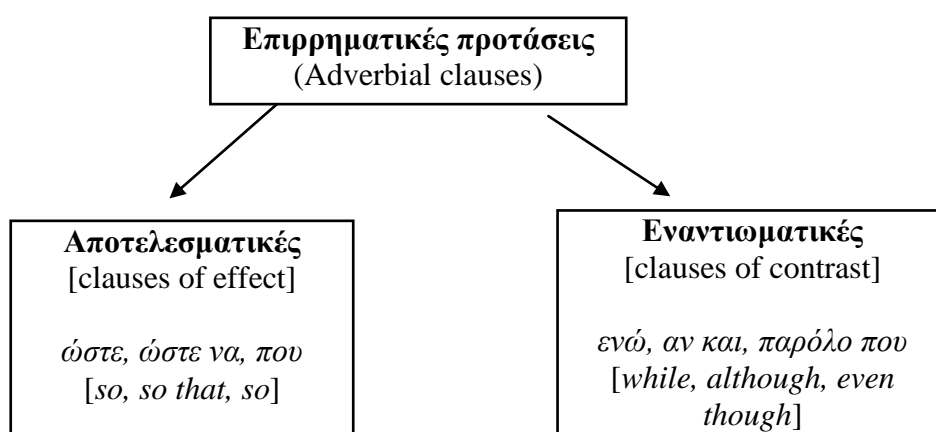 Επιρρηματικές προτάσεις
(Adverbial clauses)
Αποτελεσματικές
[clauses of effect]
ώστε, ώστε να, που
[so, so that, so]
Εναντιωματικές
[clauses of contrast]
ενώ, αν και, παρόλο που
[while, although, even
though]